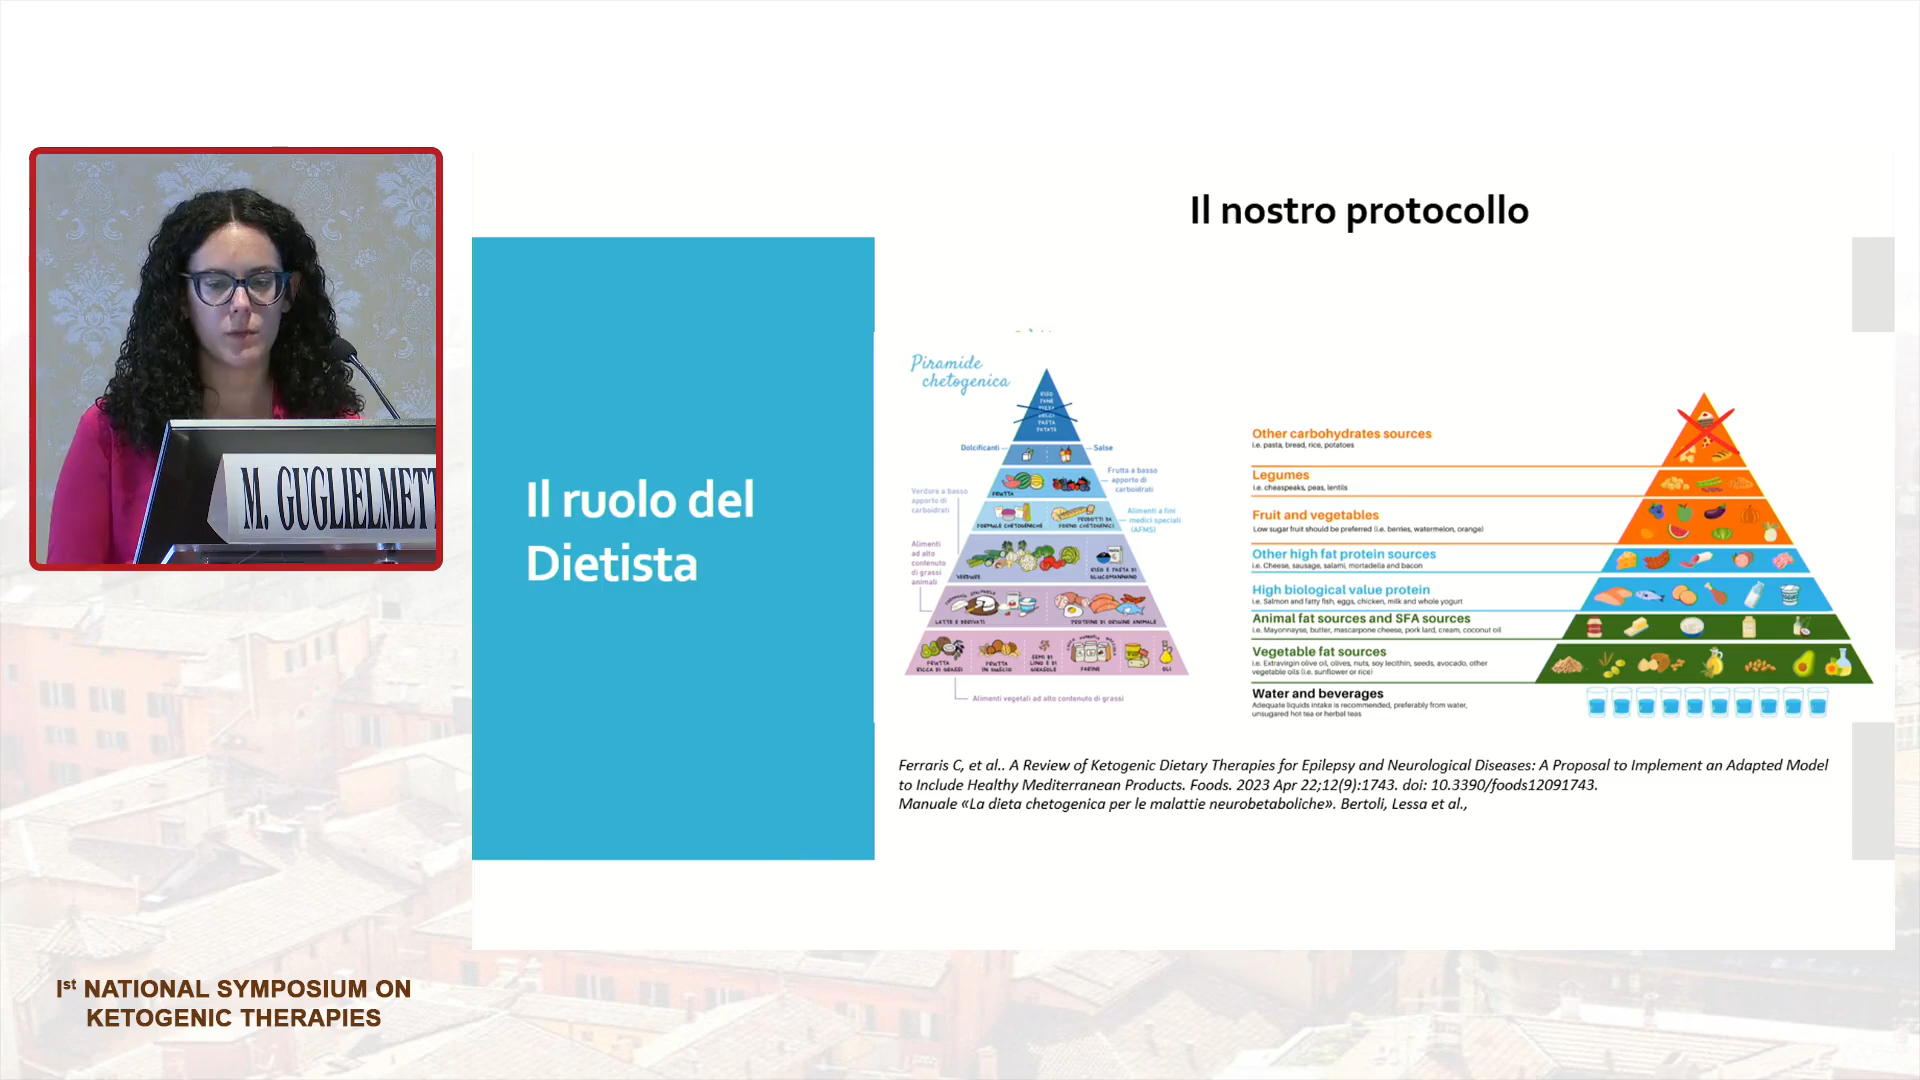 M. GUGLIELMETT
Il nostro protocollo
Il ruolo del
Dietista
Piramide
chetogenica
RISO
PANE
PIZZA
DOLCI
PASTA
PATATE
Dolcificanti
Salse
Frutta a basso
apporto di
carboidrati
FRUTTA
Verdure a basso
apporto di
carboidrati
FORMULE CHETOGENICHE
PRODOTTI DA
FORNO CHETOGENICI
Alimenti a fini
medici speciali
(AFMS)
Alimenti
ad alto
contenuto
di grassi
animali
VERDURE
RISO E PASTA DI
GLUCOMANNANO
LATTE E DERIVATI
PROTEINE DI ORIGINE ANIMALE
FRUTTA
RICCA DI GRASSI
FRUTTA
IN GUSCIO
SEMI DI
LINO E DI
GIRASOLE
FARINE
OLI
Alimenti vegetali ad alto contenuto di grassi
Other carbohydrates sources
i.e. pasta, bread, rice, potatoes
Legumes
i.e. cheaspeaks, peas, lentils
Fruit and vegetables
Low sugar fruit should be preferred (i.e. berries, watermelon, orange)
Other high fat protein sources
i.e. Cheese, sausage, salami, mortadella and bacon
High biological value protein
i.e. Salmon and fatty fish, eggs, chicken, milk and whole yogurt
Animal fat sources and SFA sources
i.e. Mayonnayse, butter, mascarpone cheese, pork lard, cream, coconut oil
Vegetable fat sources
i.e. Extravirgin olive oil, olives, nuts, soy lecithin, seeds, avocado, other
vegetable oils (i.e. sunflower or rice)
Water and beverages
Adequate liquids intake is recommended, preferably from water,
unsugared hot tea or herbal teas
Ferraris C, et al.. A Review of Ketogenic Dietary Therapies for Epilepsy and Neurological Diseases: A Proposal to Implement an Adapted Model
to Include Healthy Mediterranean Products. Foods. 2023 Apr 22;12(9):1743. doi: 10.3390/foods12091743.
Manuale «La dieta chetogenica per le malattie neurobetaboliche». Bertoli, Lessa et al.,
Iˢᵗ NATIONAL SYMPOSIUM ON
KETOGENIC THERAPIES